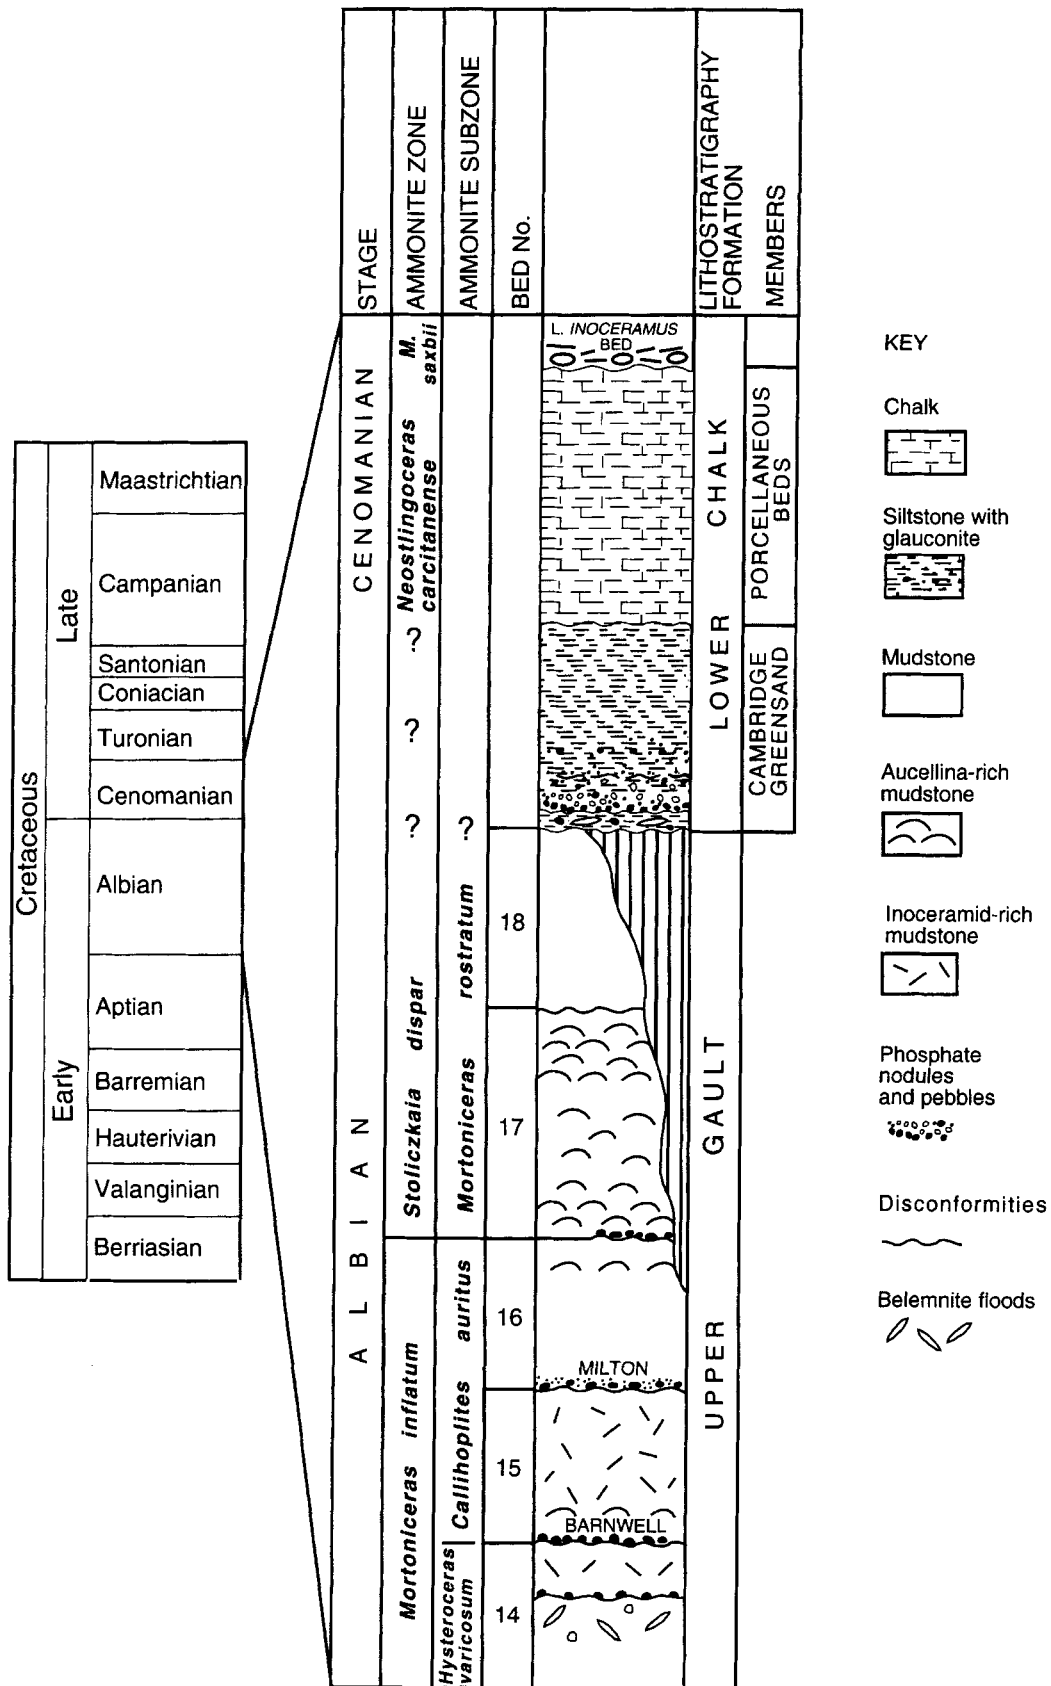 STAGE
AMMONITE ZONE
AMMONITE SUBZONE
BED No.
LITHOSTRATIGRAPHY
FORMATION
MEMBERS
Cretaceous
Late
Early
Maastrichtian
Campanian
Santonian
Coniacian
Turonian
Cenomanian
Albian
Aptian
Barremian
Hauterivian
Valanginian
Berriasian
CENOMANIAN
ALBIAN
M.
saxbii
Neostlingoceras
carcitanense
?
?
?
Stoliczkaia dispar
Mortoniceras inflatum
?
Mortoniceras rostratum
Callihoplites auritus
Hysteroceras
varicosum
18
17
16
15
14
L. INOCERAMUS
BED
MILTON
BARNWELL
LOWER CHALK
UPPER GAULT
PORCELLANEOUS
BEDS
CAMBRIDGE
GREENSAND
KEY
Chalk
Siltstone with
glauconite
Mudstone
Aucellina-rich
mudstone
Inoceramid-rich
mudstone
Phosphate
nodules
and pebbles
Disconformities
Belemnite floods